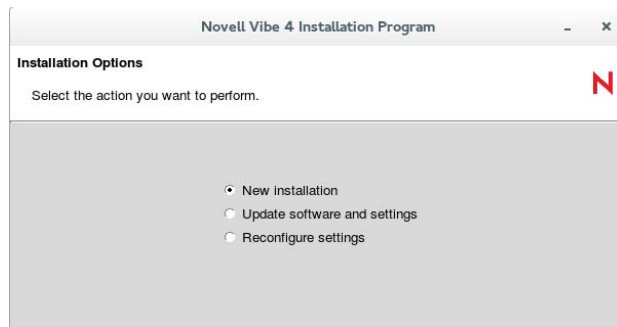 Novell Vibe 4 Installation Program
Installation Options
Select the action you want to perform.
N
New installation
Update software and settings
Reconfigure settings